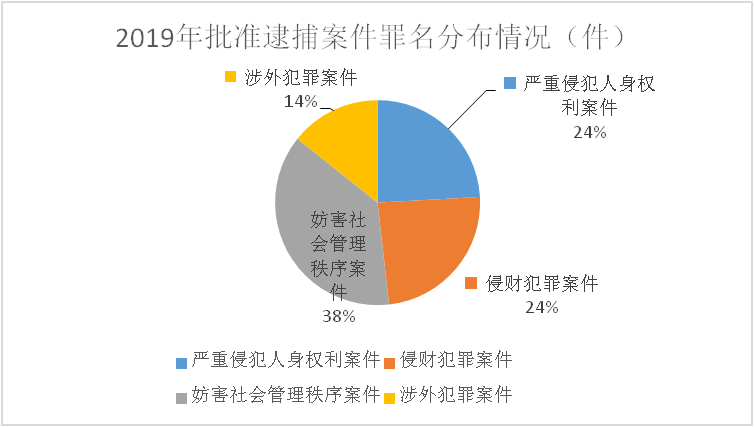 2019年批准逮捕案件罪名分布情况（件）
涉外犯罪案件
14%
严重侵犯人身权
利案件
24%
妨害社
会管理
秩序案
件
38%
侵财犯罪案件
24%
严重侵犯人身权利案件 侵财犯罪案件
妨害社会管理秩序案件 涉外犯罪案件